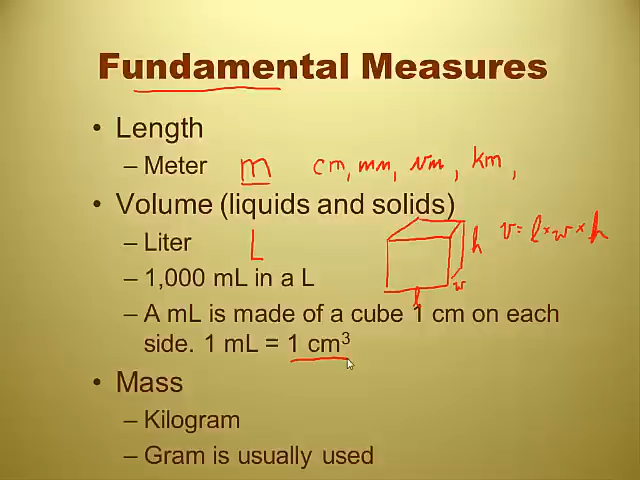 Fundamental Measures
• Length
– Meter m cm, mm, nm, km,
• Volume (liquids and solids)
– Liter L h v = l × w × h
– 1,000 mL in a L w
l
– A mL is made of a cube 1 cm on each
side. 1 mL = 1 cm³
• Mass
– Kilogram
– Gram is usually used